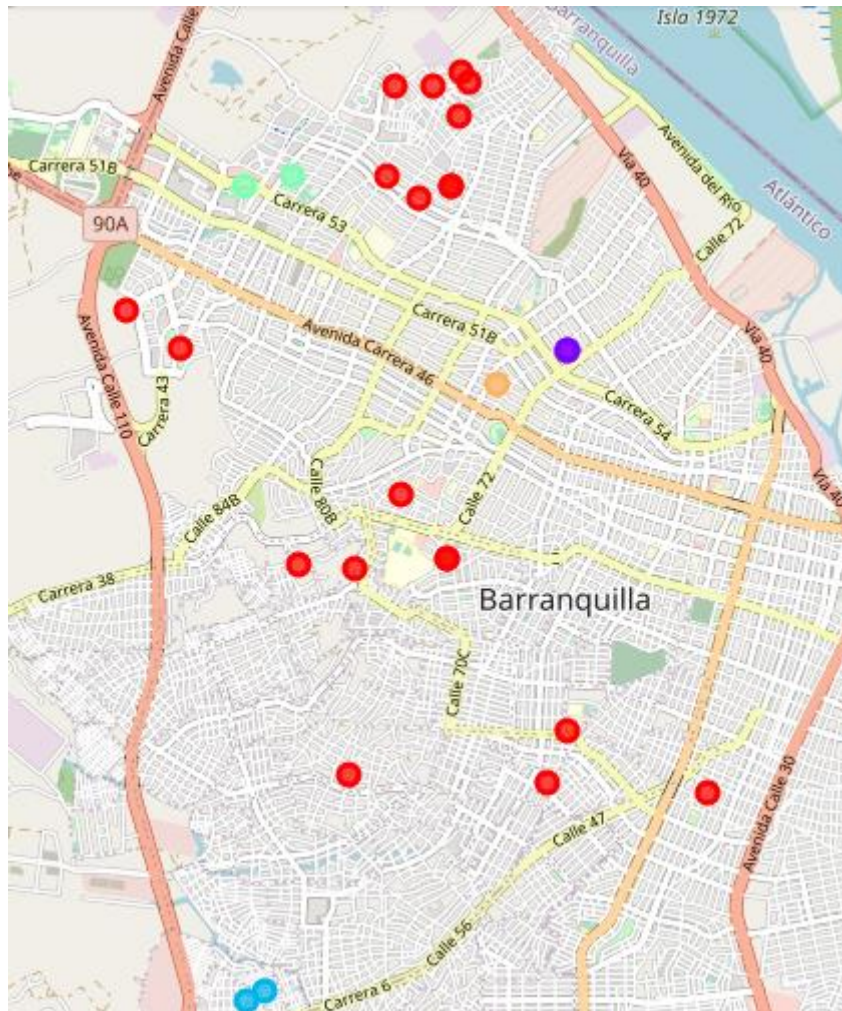 Isla 1972
Barranquilla
Avenida Calle
Carrera 51B
Vía 40
Avenida del Río
Atlántico
Carrera 53
90A
Calle 72
Carrera 51B
Avenida Carrera 46
Vía 40
Avenida Calle 110
Carrera 43
Carrera 54
Calle 80B
Calle 72
Vía 40
Calle 84B
Carrera 38
Barranquilla
Calle 70C
Avenida Calle 30
Calle 47
Calle 56
Carrera 6